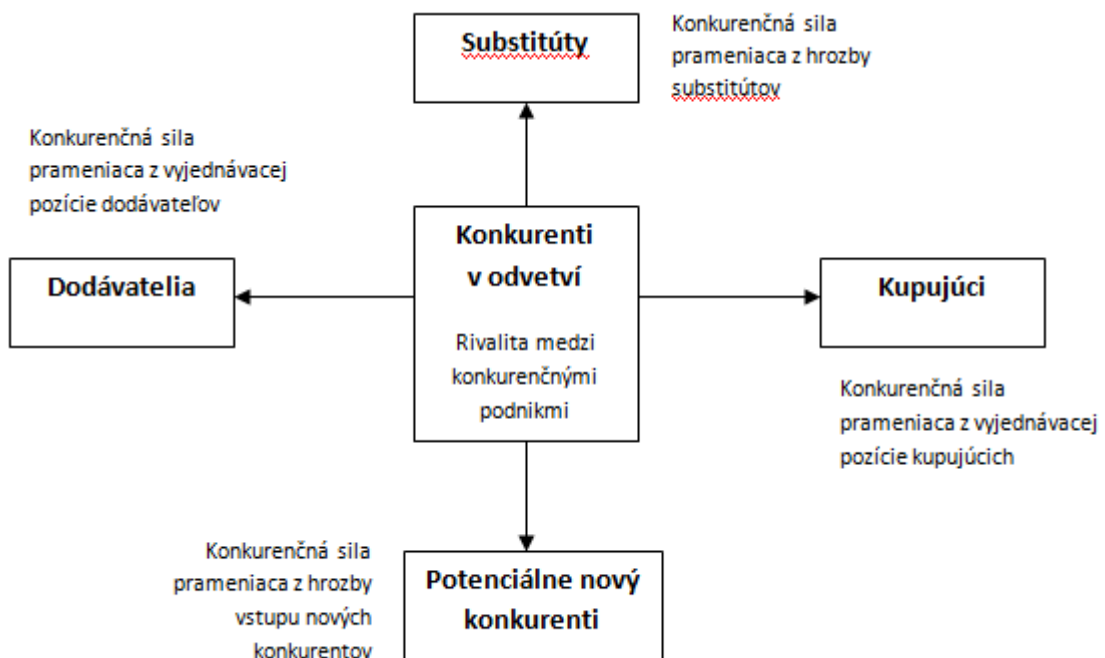 Substitúty
Konkurenčná sila
prameniaca z hrozby
substitútov
Konkurenčná sila
prameniaca z vyjednávacej
pozície dodávateľov
Dodávatelia
Konkurenti
v odvetví
Rivalita medzi
konkurenčnými
podnikmi
Kupujúci
Konkurenčná sila
prameniaca z vyjednávacej
pozície kupujúcich
Konkurenčná sila
prameniaca z hrozby
vstupu nových
konkurentov
Potenciálne nový
konkurenti